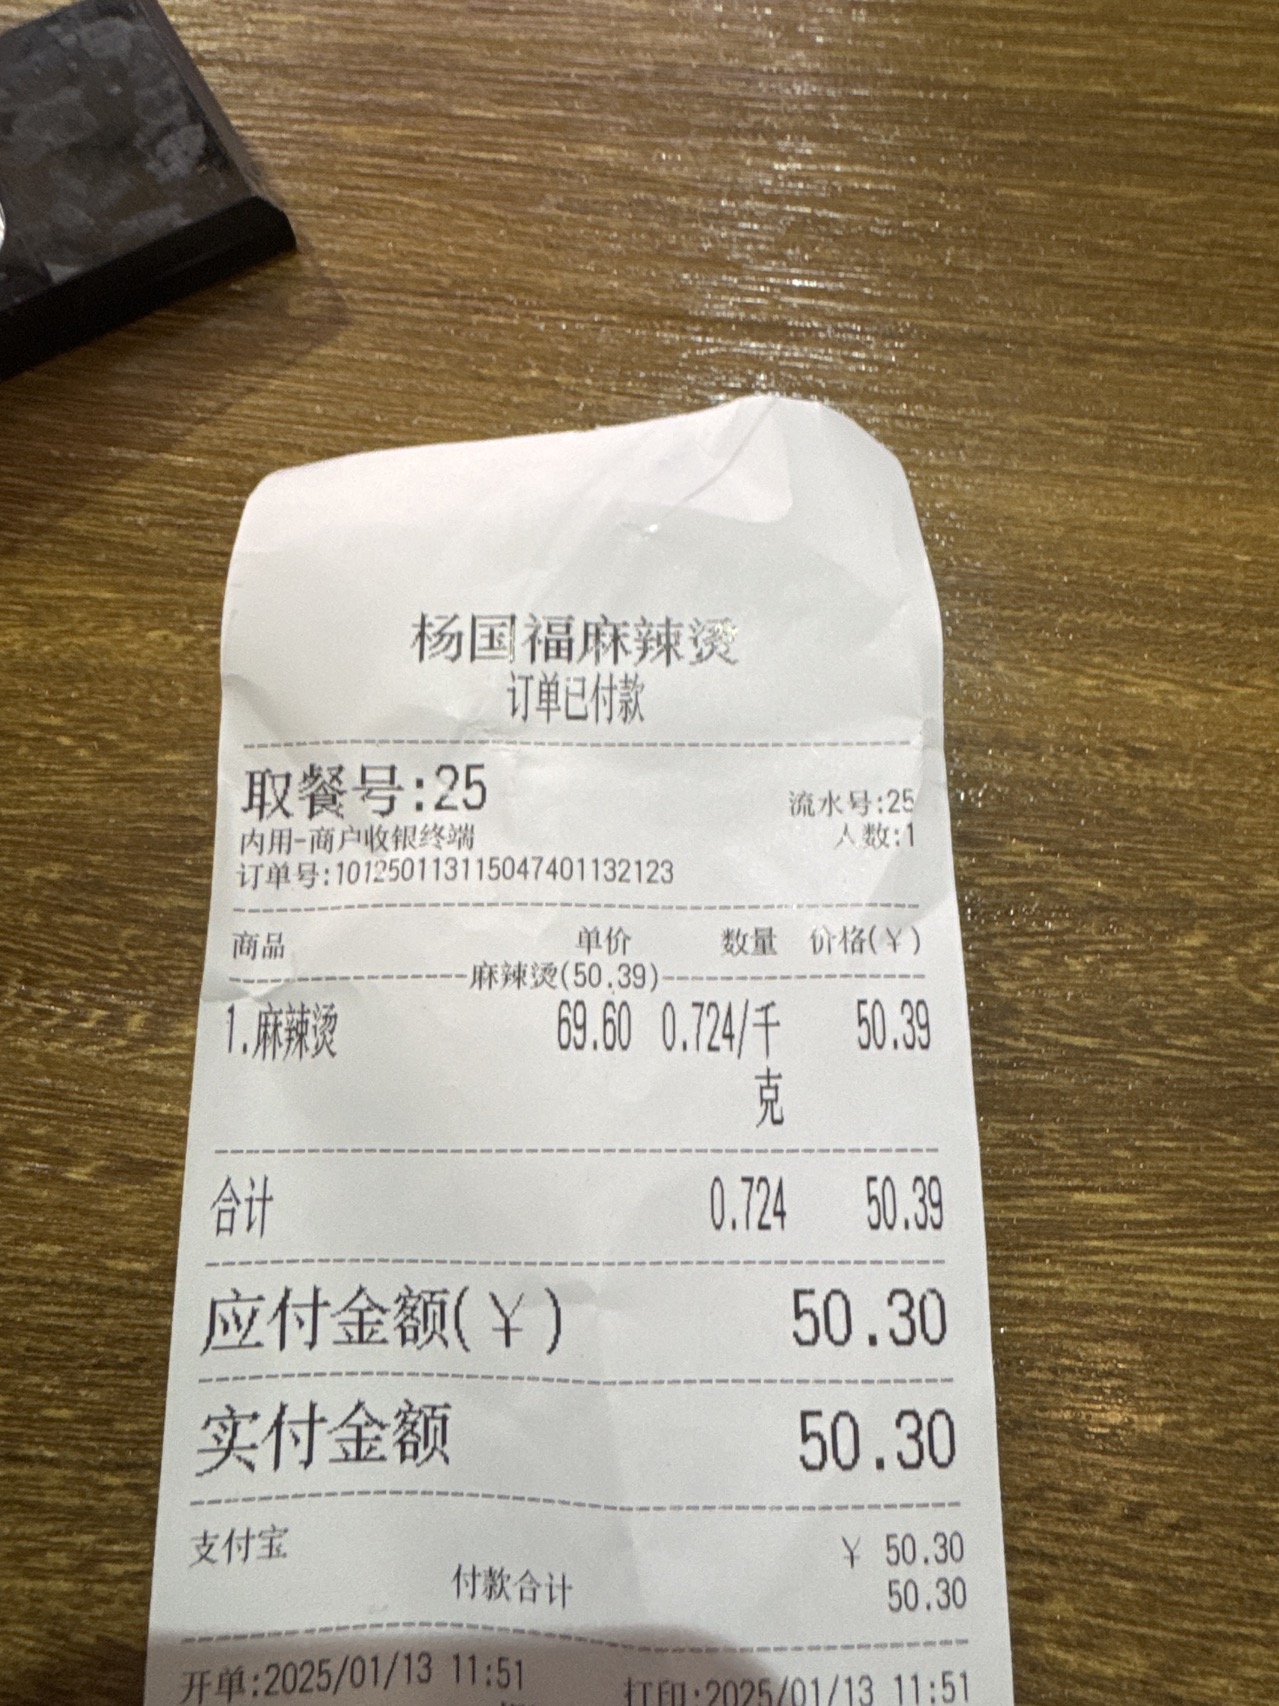 杨国福麻辣烫
订单已付款
取餐号:25
流水号:25
内用-商户收银终端
人数:1
订单号:101250113115047401132123
商品 单价 数量 价格(¥)
麻辣烫(50.39)
1.麻辣烫 69.60 0.724/千克 50.39
合计 0.724 50.39
应付金额(¥) 50.30
实付金额 50.30
支付宝 ¥ 50.30
付款合计 50.30
开单:2025/01/13 11:51 打印:2025/01/13 11:51